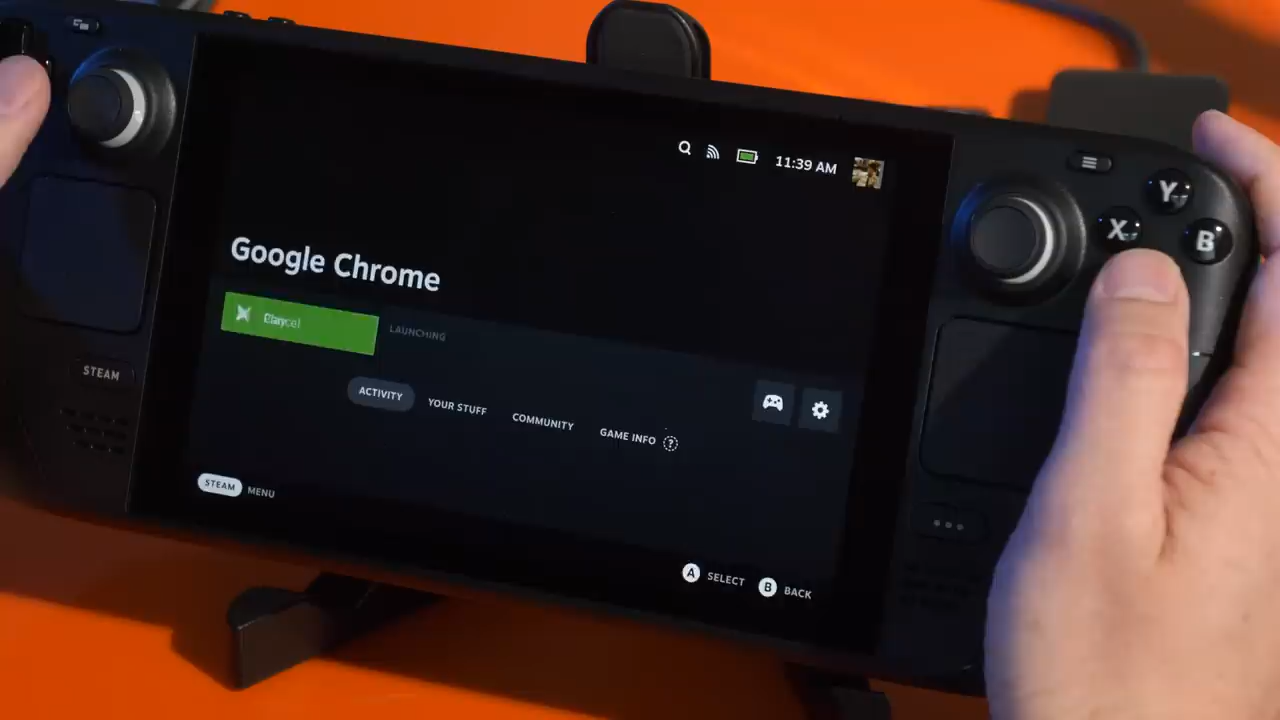 11:39 AM
Y
X
B
Google Chrome
LAUNCHING
STEAM
ACTIVITY
YOUR STUFF
COMMUNITY
GAME INFO ?
STEAM MENU
A SELECT B BACK